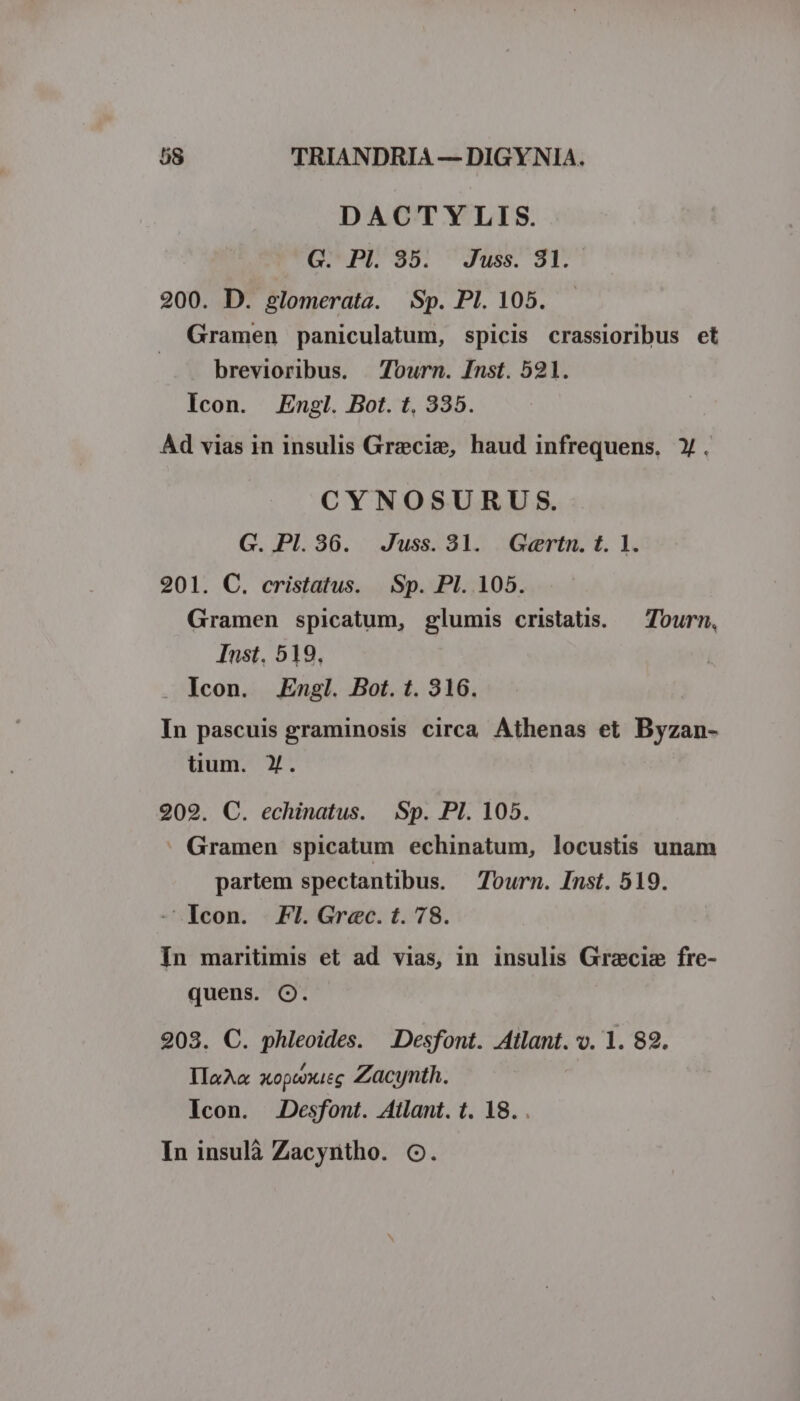 58 TRIANDRIA — DIGYNIA.
DACTYLIS.
G. Pl. 35. Juss. 31.
200. D. glomerata. Sp. Pl. 105.
Gramen paniculatum, spicis crassioribus et
brevioribus. Tourn. Inst. 521.
Icon. Engl. Bot. t. 335.
Ad vias in insulis Græciæ, haud infrequens. ♃.
CYNOSURUS.
G. Pl. 36. Juss. 31. Gærtn. t. 1.
201. C. cristatus. Sp. Pl. 105.
Gramen spicatum, glumis cristatis. Tourn.
Inst. 519.
Icon. Engl. Bot. t. 316.
In pascuis graminosis circa Athenas et Byzan-
tium. ♃.
202. C. echinatus. Sp. Pl. 105.
Gramen spicatum echinatum, locustis unam
partem spectantibus. Tourn. Inst. 519.
Icon. Fl. Græc. t. 78.
In maritimis et ad vias, in insulis Græciæ fre-
quens. ☉.
203. C. phleoides. Desfont. Atlant. v. 1. 82.
Παλα κορώκιες Zacynth.
Icon. Desfont. Atlant. t. 18.
In insulâ Zacyntho. ☉.